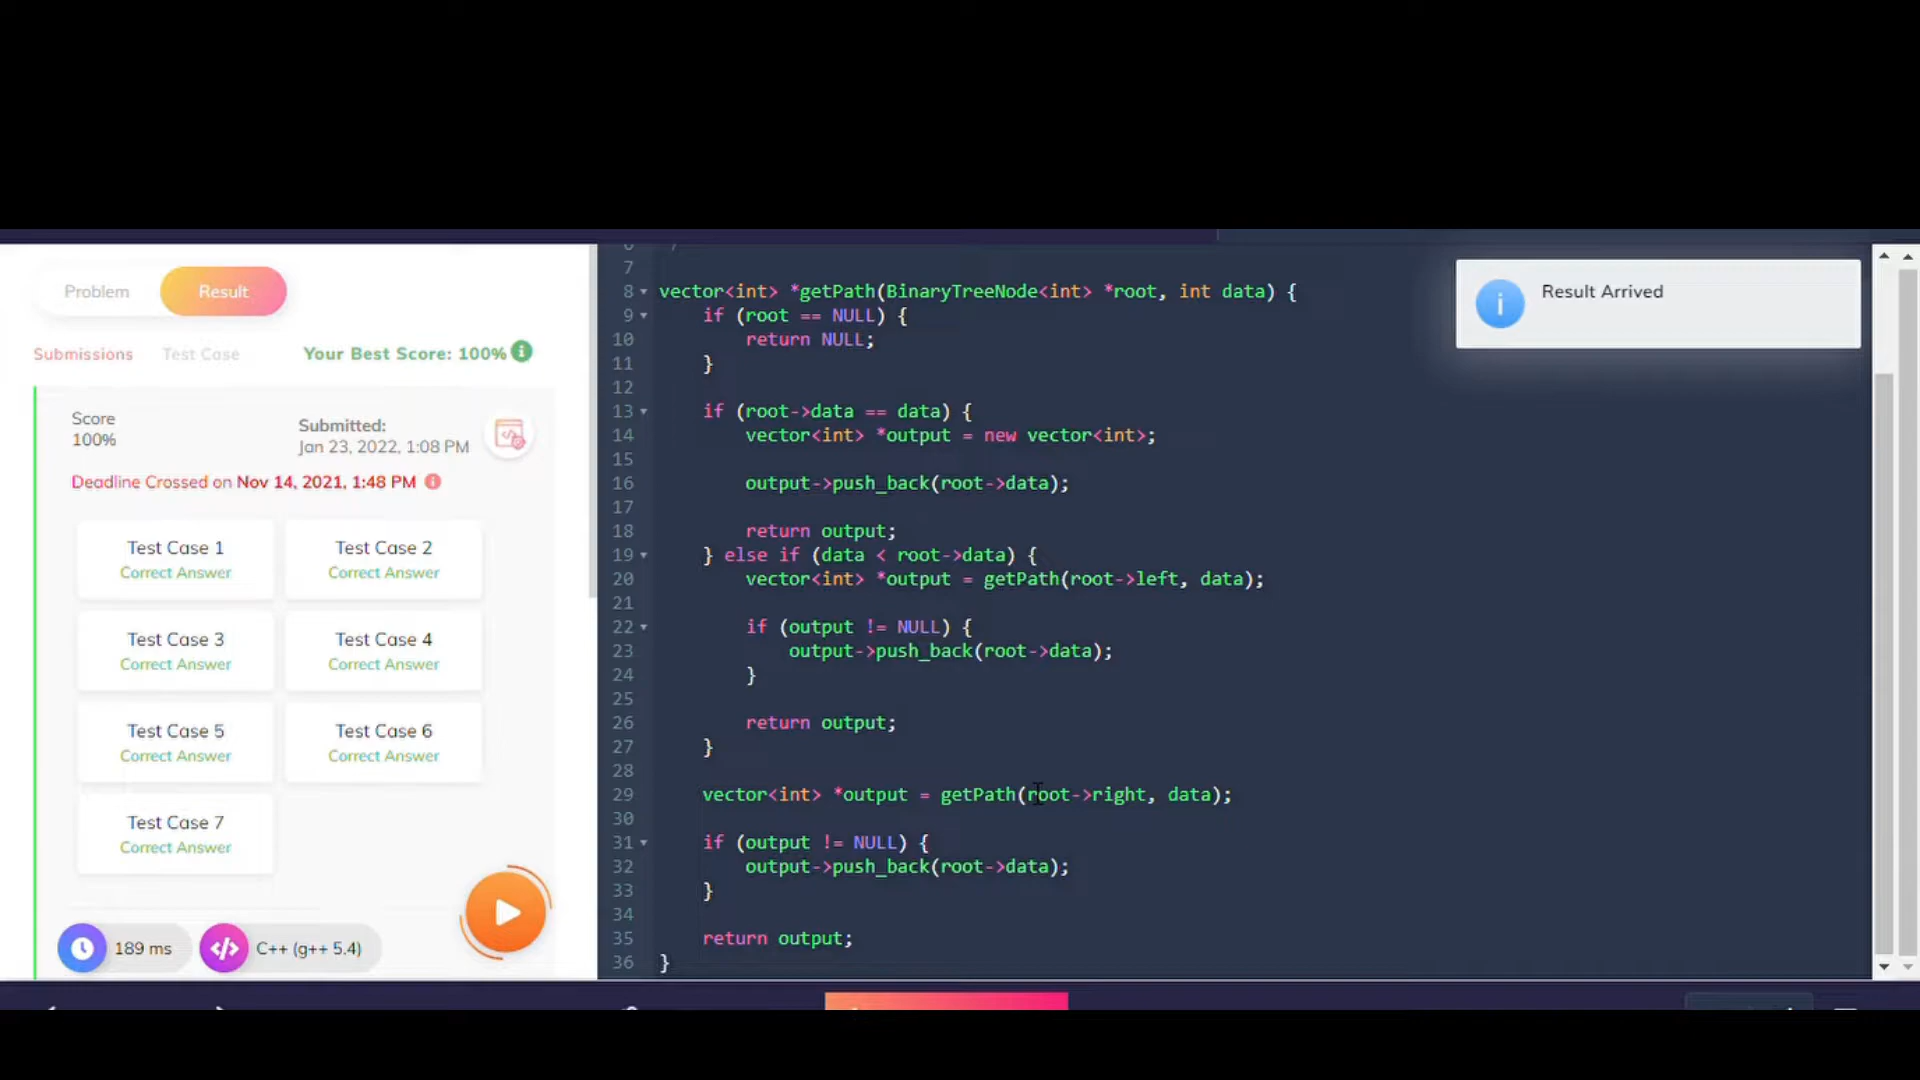 Problem
Result
Submissions
Test Case
Your Best Score: 100%
Score
100%
Submitted:
Jan 23, 2022, 1:08 PM
Deadline Crossed on Nov 14, 2021, 1:48 PM
Test Case 1
Correct Answer
Test Case 2
Correct Answer
Test Case 3
Correct Answer
Test Case 4
Correct Answer
Test Case 5
Correct Answer
Test Case 6
Correct Answer
Test Case 7
Correct Answer
189 ms
C++ (g++ 5.4)
7
8 vector<int> *getPath(BinaryTreeNode<int> *root, int data) {
9 if (root == NULL) {
10 return NULL;
11 }
12
13 if (root->data == data) {
14 vector<int> *output = new vector<int>;
15
16 output->push_back(root->data);
17
18 return output;
19 } else if (data < root->data) {
20 vector<int> *output = getPath(root->left, data);
21
22 if (output != NULL) {
23 output->push_back(root->data);
24 }
25
26 return output;
27 }
28
29 vector<int> *output = getPath(root->right, data);
30
31 if (output != NULL) {
32 output->push_back(root->data);
33 }
34
35 return output;
36 }
Result Arrived